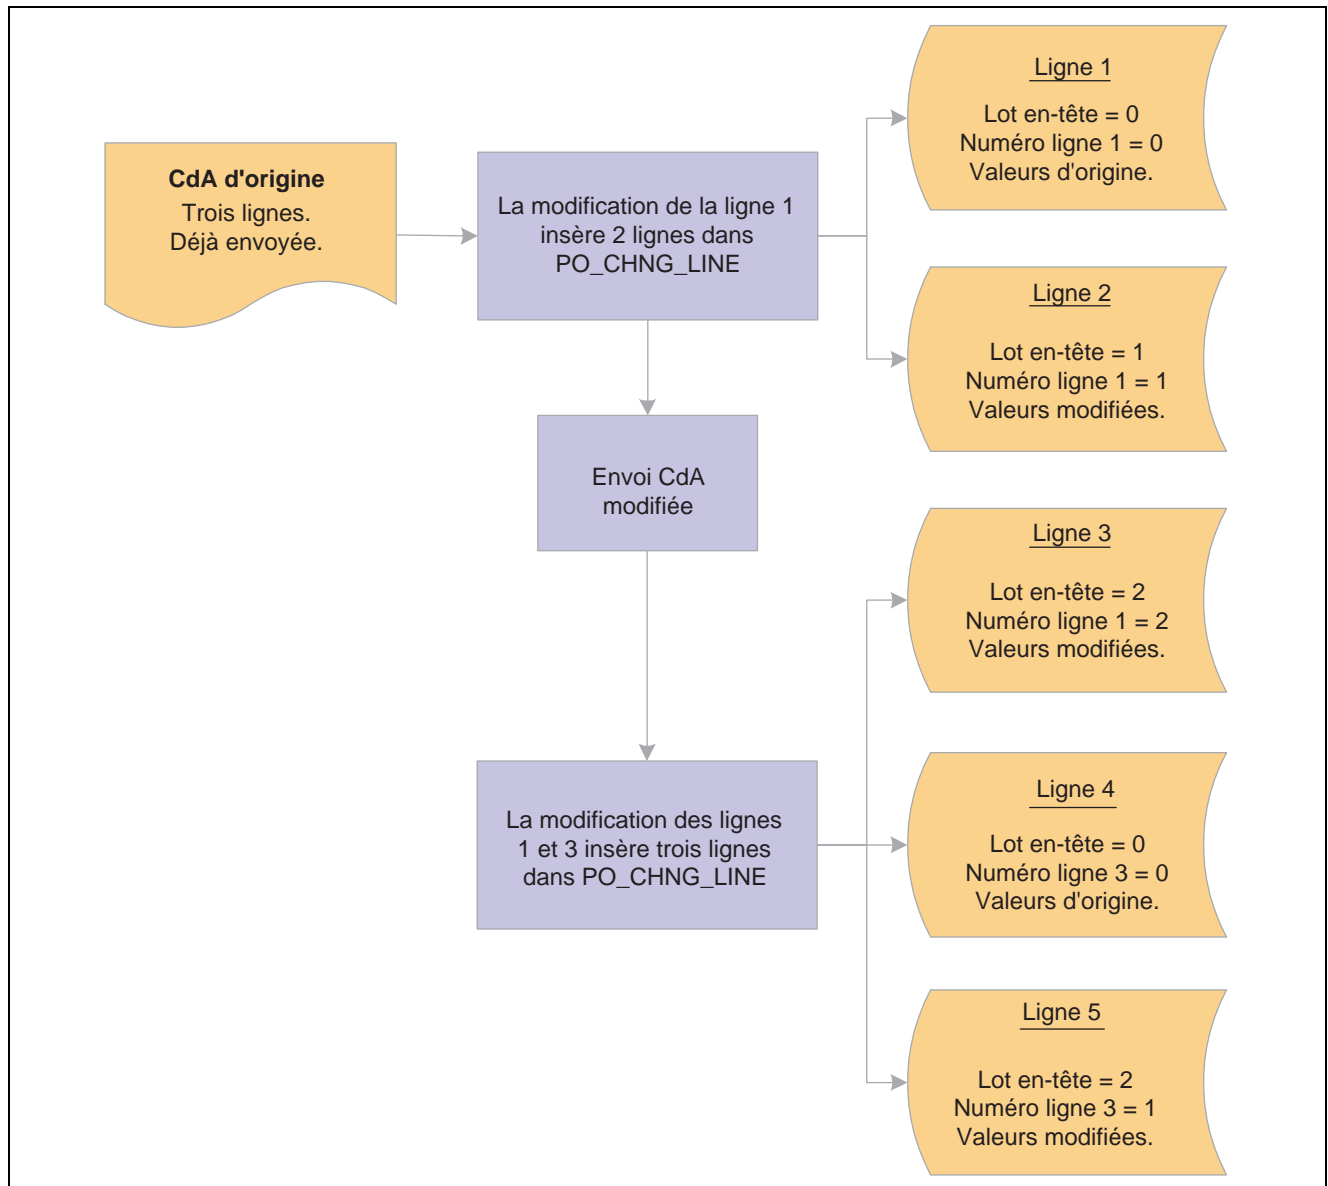 CdA d'origine
Trois lignes.
Déjà envoyée.
La modification de la ligne 1
insère 2 lignes dans
PO_CHNG_LINE
Ligne 1
Lot en-tête = 0
Numéro ligne 1 = 0
Valeurs d'origine.
Ligne 2
Lot en-tête = 1
Numéro ligne 1 = 1
Valeurs modifiées.
Envoi CdA
modifiée
La modification des lignes
1 et 3 insère trois lignes
dans PO_CHNG_LINE
Ligne 3
Lot en-tête = 2
Numéro ligne 1 = 2
Valeurs modifiées.
Ligne 4
Lot en-tête = 0
Numéro ligne 3 = 0
Valeurs d'origine.
Ligne 5
Lot en-tête = 2
Numéro ligne 3 = 1
Valeurs modifiées.